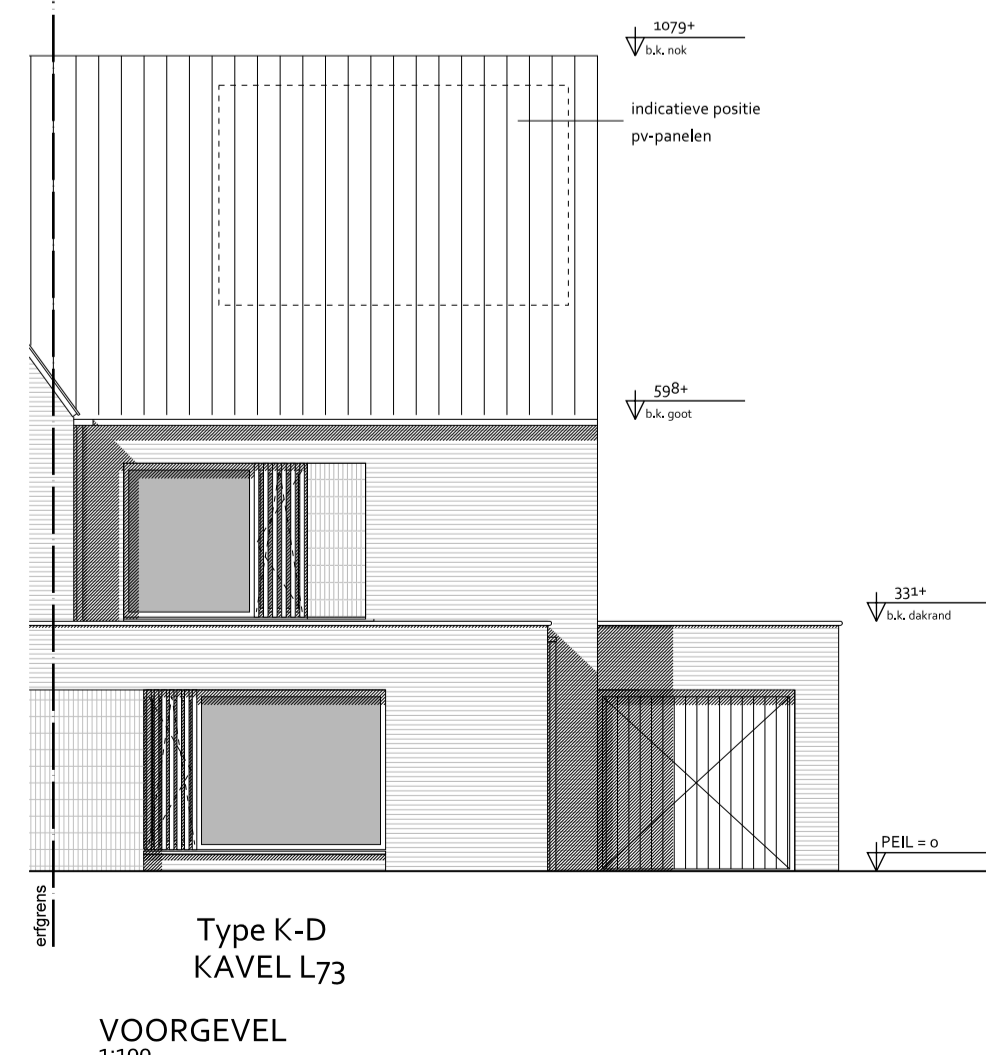 1079+
b.k. nok
indicatieve positie
pv-panelen
598+
b.k. goot
331+
b.k. dakrand
PEIL = 0
erfgrens
Type K-D
KAVEL L73
VOORGEVEL
1:100